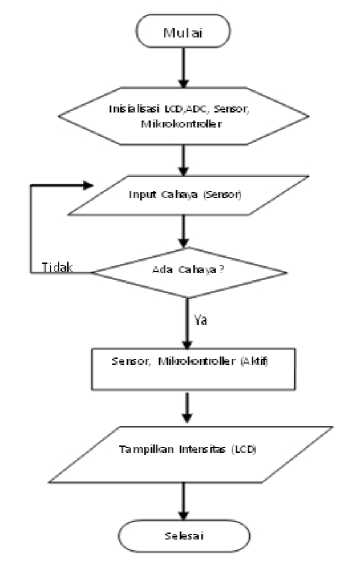 Mulai
Inisialisasi LCD,ADC, Sensor,
Mikrokontroller
Input Cahaya (Sensor)
Tidak
Ada Cahaya?
Ya
Sensor, Mikrokontroller (Aktif)
Tampilkan Intensitas (LCD)
Selesai